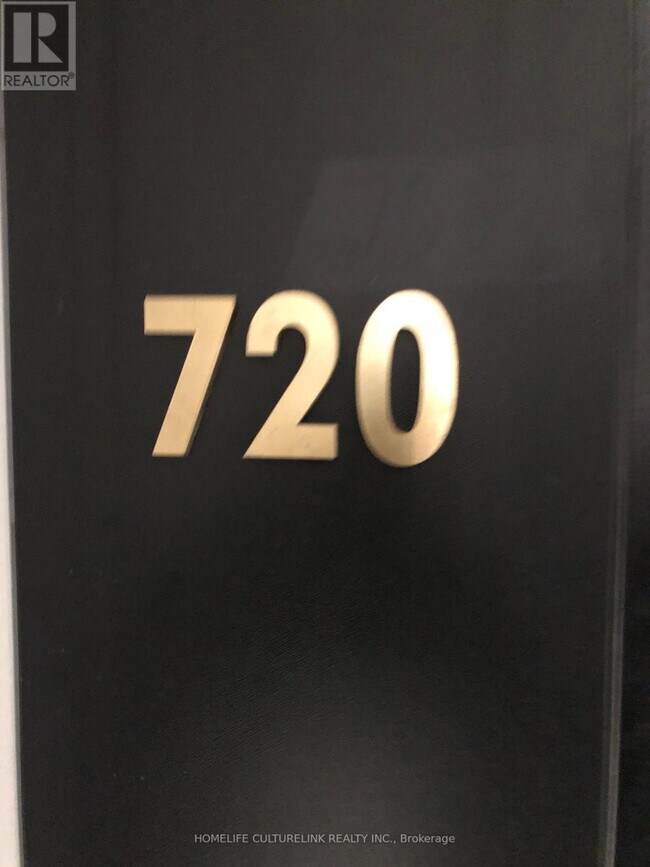 R
REALTOR®
720
HOMELIFE CULTURELINK REALTY INC., Brokerage